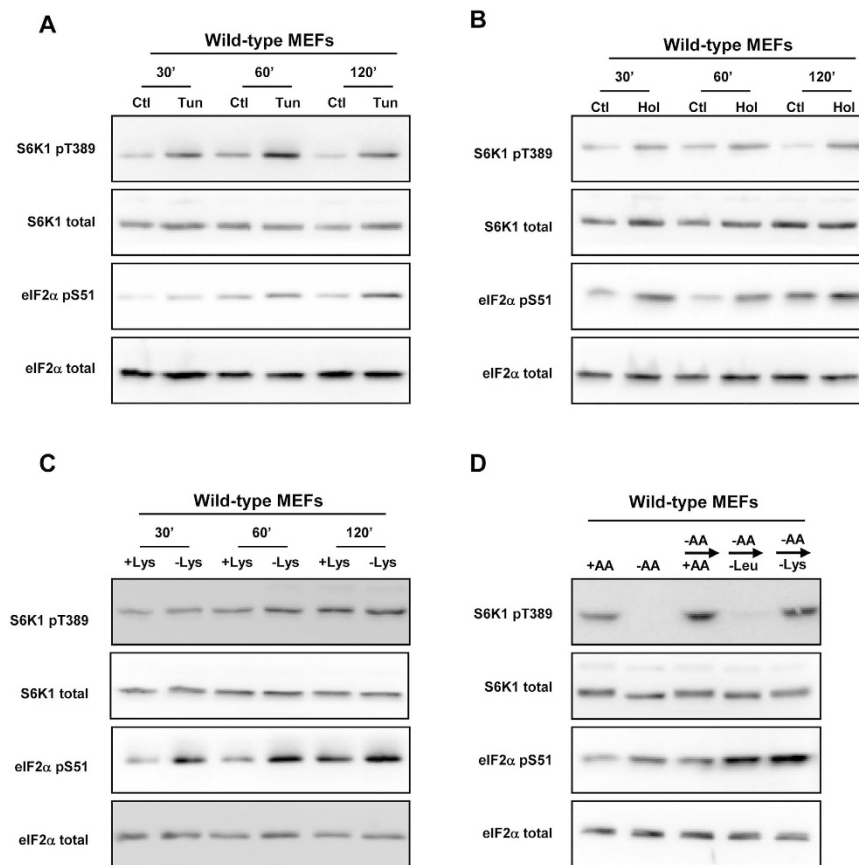 A
Wild-type MEFs
30’ 60’ 120’
Ctl Tun Ctl Tun Ctl Tun
S6K1 pT389
S6K1 total
eIF2α pS51
eIF2α total
B
Wild-type MEFs
30’ 60’ 120’
Ctl Hol Ctl Hol Ctl Hol
S6K1 pT389
S6K1 total
eIF2α pS51
eIF2α total
C
Wild-type MEFs
30’ 60’ 120’
+Lys -Lys +Lys -Lys +Lys -Lys
S6K1 pT389
S6K1 total
eIF2α pS51
eIF2α total
D
Wild-type MEFs
-AA -AA -AA
+AA -AA +AA -Leu -Lys
S6K1 pT389
S6K1 total
eIF2α pS51
eIF2α total